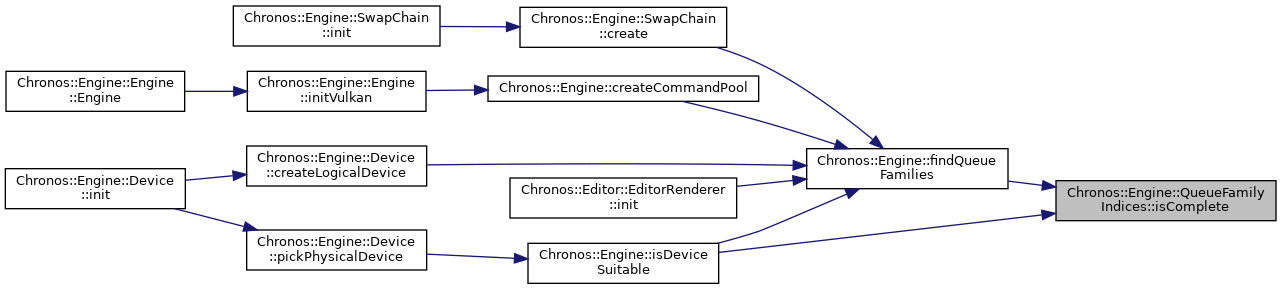 Chronos::Engine::SwapChain
::init
Chronos::Engine::SwapChain
::create
Chronos::Engine::Engine
::Engine
Chronos::Engine::Engine
::initVulkan
Chronos::Engine::createCommandPool
Chronos::Engine::Device
::createLogicalDevice
Chronos::Engine::findQueue
Families
Chronos::Engine::Device
::init
Chronos::Editor::EditorRenderer
::init
Chronos::Engine::QueueFamily
Indices::isComplete
Chronos::Engine::Device
::pickPhysicalDevice
Chronos::Engine::isDevice
Suitable